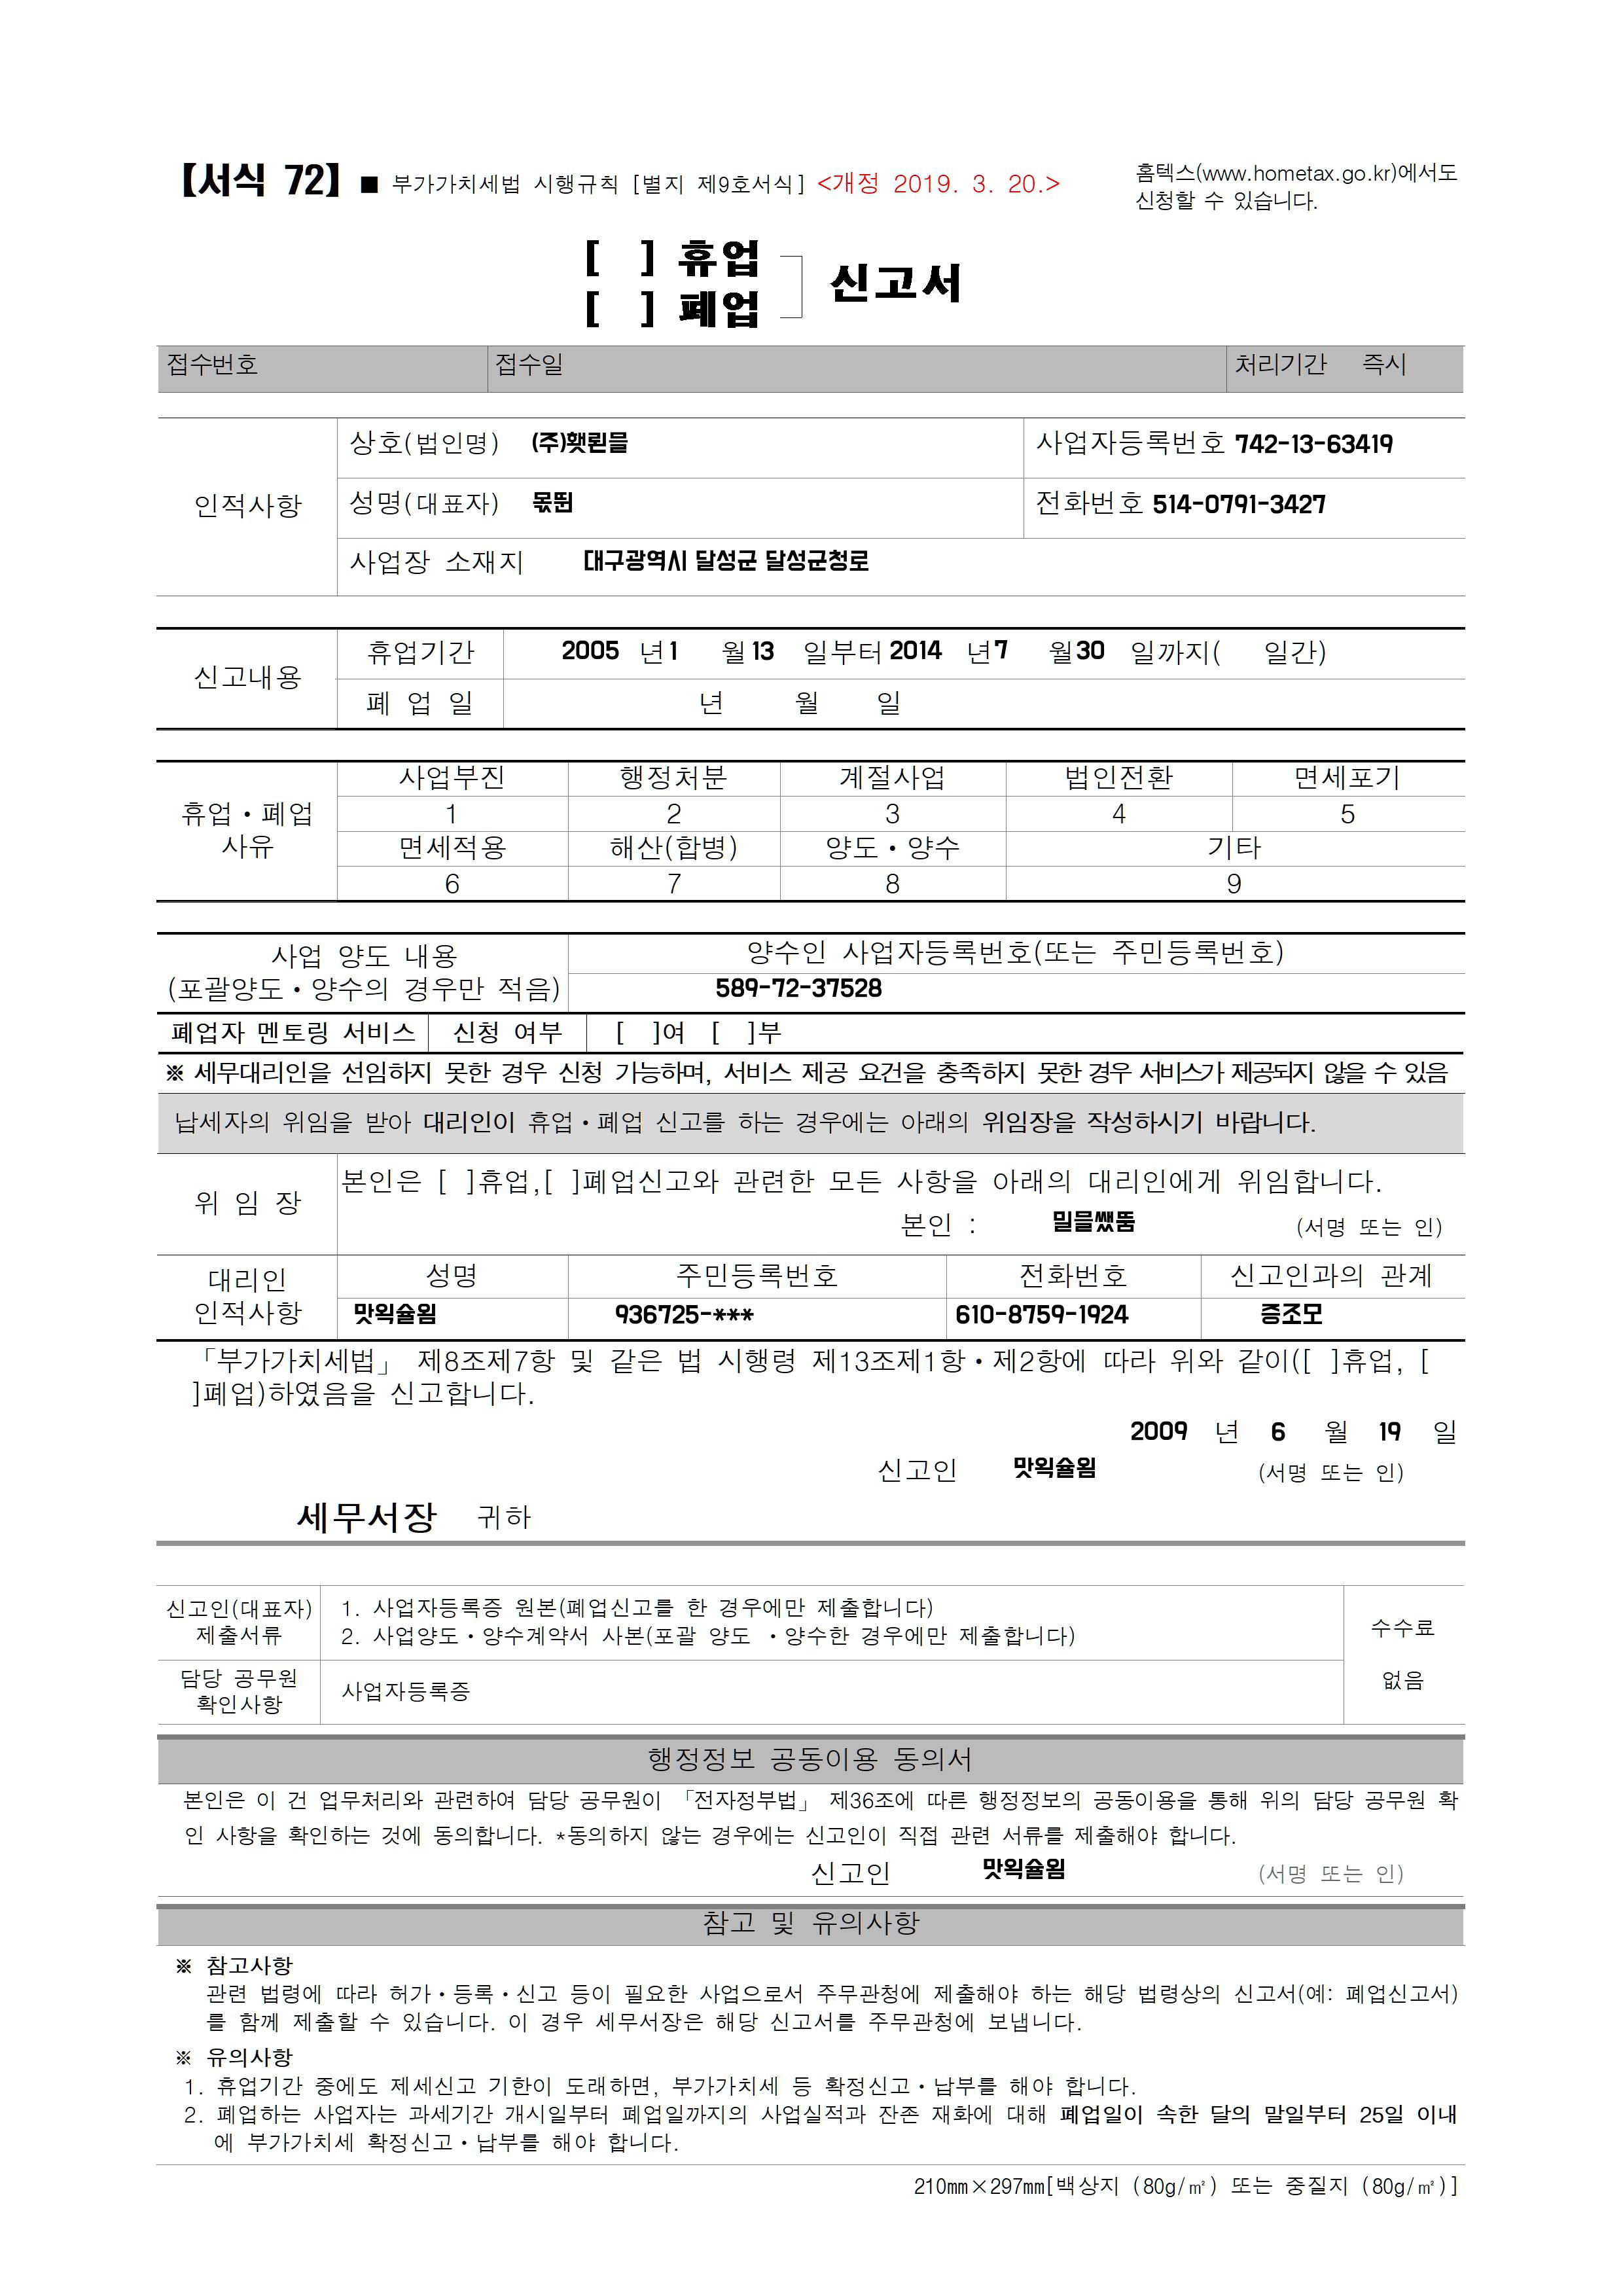 【서식 72】 ■ 부가가치세법 시행규칙 [별지 제9호서식] <개정 2019. 3. 20.>
홈텍스(www.hometax.go.kr)에서도
신청할 수 있습니다.
[ ] 휴업
[ ] 폐업
신고서
접수번호 접수일 처리기간 즉시
인적사항
상호(법인명) (주)횃뢴믈 사업자등록번호 742-13-63419
성명(대표자) 몫뛈 전화번호 514-0791-3427
사업장 소재지 대구광역시 달성군 달성군청로
신고내용
휴업기간 2005 년 1 월 13 일부터 2014 년 7 월 30 일까지( 일간)
폐 업 일 년 월 일
휴업·폐업
사유
사업부진 행정처분 계절사업 법인전환 면세포기
1 2 3 4 5
면세적용 해산(합병) 양도·양수 기타
6 7 8 9
사업 양도 내용
(포괄양도·양수의 경우만 적음)
양수인 사업자등록번호(또는 주민등록번호)
589-72-37528
폐업자 멘토링 서비스 신청 여부 [ ]여 [ ]부
※ 세무대리인을 선임하지 못한 경우 신청 가능하며, 서비스 제공 요건을 충족하지 못한 경우 서비스가 제공되지 않을 수 있음
납세자의 위임을 받아 대리인이 휴업·폐업 신고를 하는 경우에는 아래의 위임장을 작성하시기 바랍니다.
위 임 장
본인은 [ ]휴업,[ ]폐업신고와 관련한 모든 사항을 아래의 대리인에게 위임합니다.
본인 : 밀믈쌨뚬 (서명 또는 인)
대리인
인적사항
성명 주민등록번호 전화번호 신고인과의 관계
맛왹슐욈 936725-*** 610-8759-1924 증조모
「부가가치세법」 제8조제7항 및 같은 법 시행령 제13조제1항·제2항에 따라 위와 같이([ ]휴업, [
]폐업)하였음을 신고합니다.
2009 년 6 월 19 일
신고인 맛왹슐욈 (서명 또는 인)
세무서장 귀하
신고인(대표자)
제출서류
1. 사업자등록증 원본(폐업신고를 한 경우에만 제출합니다)
2. 사업양도·양수계약서 사본(포괄 양도 ·양수한 경우에만 제출합니다)
수수료
없음
담당 공무원
확인사항
사업자등록증
행정정보 공동이용 동의서
본인은 이 건 업무처리와 관련하여 담당 공무원이 「전자정부법」 제36조에 따른 행정정보의 공동이용을 통해 위의 담당 공무원 확
인 사항을 확인하는 것에 동의합니다. *동의하지 않는 경우에는 신고인이 직접 관련 서류를 제출해야 합니다.
신고인 맛왹슐욈 (서명 또는 인)
참고 및 유의사항
※ 참고사항
관련 법령에 따라 허가·등록·신고 등이 필요한 사업으로서 주무관청에 제출해야 하는 해당 법령상의 신고서(예: 폐업신고서)
를 함께 제출할 수 있습니다. 이 경우 세무서장은 해당 신고서를 주무관청에 보냅니다.
※ 유의사항
1. 휴업기간 중에도 제세신고 기한이 도래하면, 부가가치세 등 확정신고·납부를 해야 합니다.
2. 폐업하는 사업자는 과세기간 개시일부터 폐업일까지의 사업실적과 잔존 재화에 대해 폐업일이 속한 달의 말일부터 25일 이내
에 부가가치세 확정신고·납부를 해야 합니다.
210㎜×297㎜[백상지 (80g/㎡) 또는 중질지 (80g/㎡)]